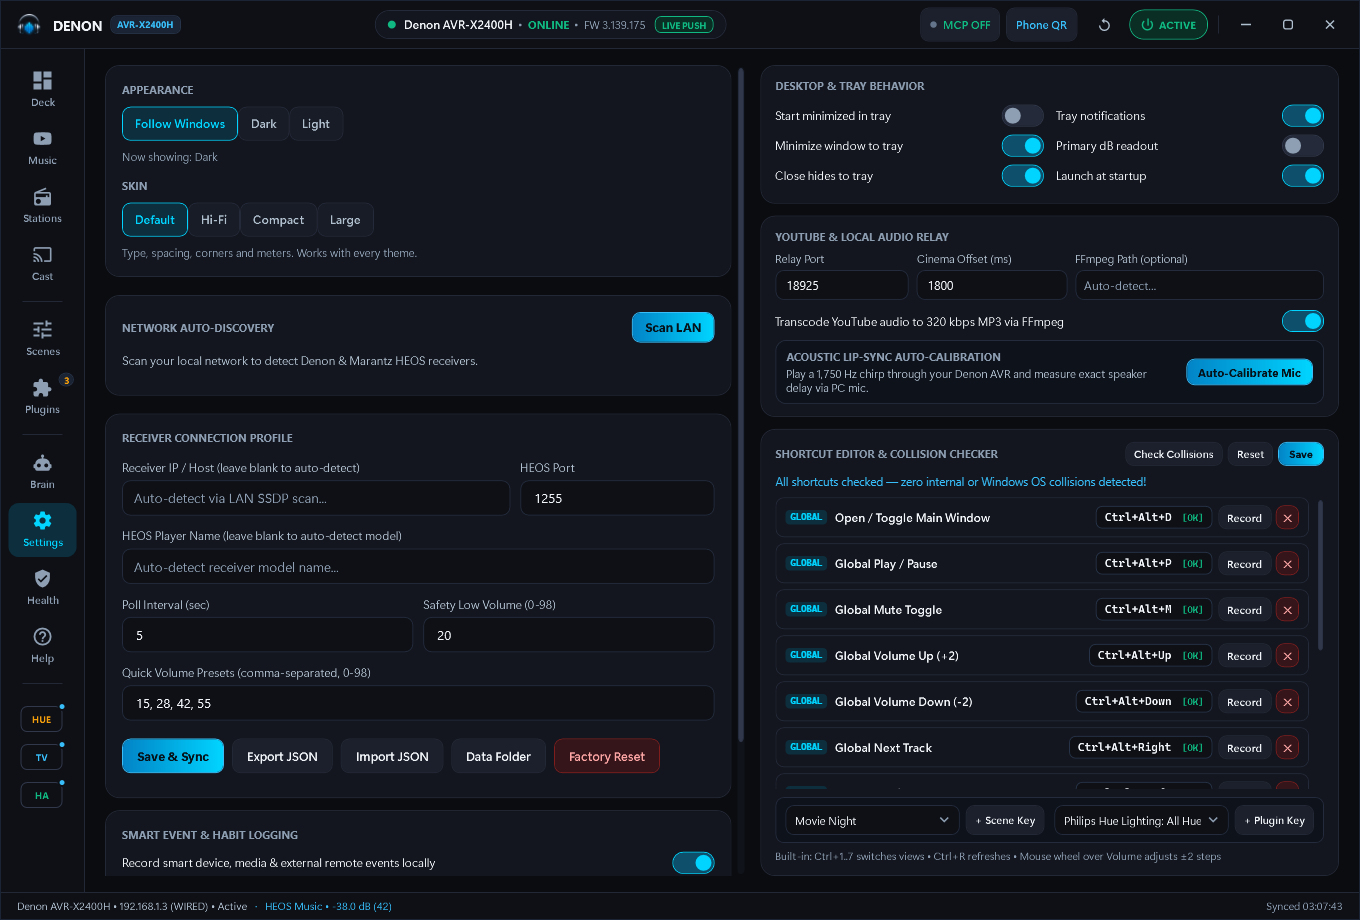 DENON AVR-X2400H
Denon AVR-X2400H • ONLINE • FW 3.139.175 LIVE PUSH
MCP OFF
Phone QR
ACTIVE
Deck
Music
Stations
Cast
Scenes
3
Plugins
Brain
Settings
Health
Help
HUE
TV
HA
APPEARANCE
Follow Windows Dark Light
Now showing: Dark
SKIN
Default Hi-Fi Compact Large
Type, spacing, corners and meters. Works with every theme.
NETWORK AUTO-DISCOVERY
Scan LAN
Scan your local network to detect Denon & Marantz HEOS receivers.
RECEIVER CONNECTION PROFILE
Receiver IP / Host (leave blank to auto-detect) HEOS Port
Auto-detect via LAN SSDP scan... 1255
HEOS Player Name (leave blank to auto-detect model)
Auto-detect receiver model name...
Poll Interval (sec) Safety Low Volume (0-98)
5 20
Quick Volume Presets (comma-separated, 0-98)
15, 28, 42, 55
Save & Sync Export JSON Import JSON Data Folder Factory Reset
SMART EVENT & HABIT LOGGING
Record smart device, media & external remote events locally
DESKTOP & TRAY BEHAVIOR
Start minimized in tray Tray notifications
Minimize window to tray Primary dB readout
Close hides to tray Launch at startup
YOUTUBE & LOCAL AUDIO RELAY
Relay Port Cinema Offset (ms) FFmpeg Path (optional)
18925 1800 Auto-detect...
Transcode YouTube audio to 320 kbps MP3 via FFmpeg
ACOUSTIC LIP-SYNC AUTO-CALIBRATION
Play a 1,750 Hz chirp through your Denon AVR and measure exact speaker
delay via PC mic.
Auto-Calibrate Mic
SHORTCUT EDITOR & COLLISION CHECKER Check Collisions Reset Save
All shortcuts checked — zero internal or Windows OS collisions detected!
GLOBAL Open / Toggle Main Window Ctrl+Alt+D [OK] Record
GLOBAL Global Play / Pause Ctrl+Alt+P [OK] Record
GLOBAL Global Mute Toggle Ctrl+Alt+M [OK] Record
GLOBAL Global Volume Up (+2) Ctrl+Alt+Up [OK] Record
GLOBAL Global Volume Down (-2) Ctrl+Alt+Down [OK] Record
GLOBAL Global Next Track Ctrl+Alt+Right [OK] Record
Movie Night + Scene Key Philips Hue Lighting: All Hue + Plugin Key
Built-in: Ctrl+1..7 switches views • Ctrl+R refreshes • Mouse wheel over Volume adjusts ±2 steps
Denon AVR-X2400H • 192.168.1.3 (WIRED) • Active · HEOS Music • -38.0 dB (42)
Synced 03:07:43